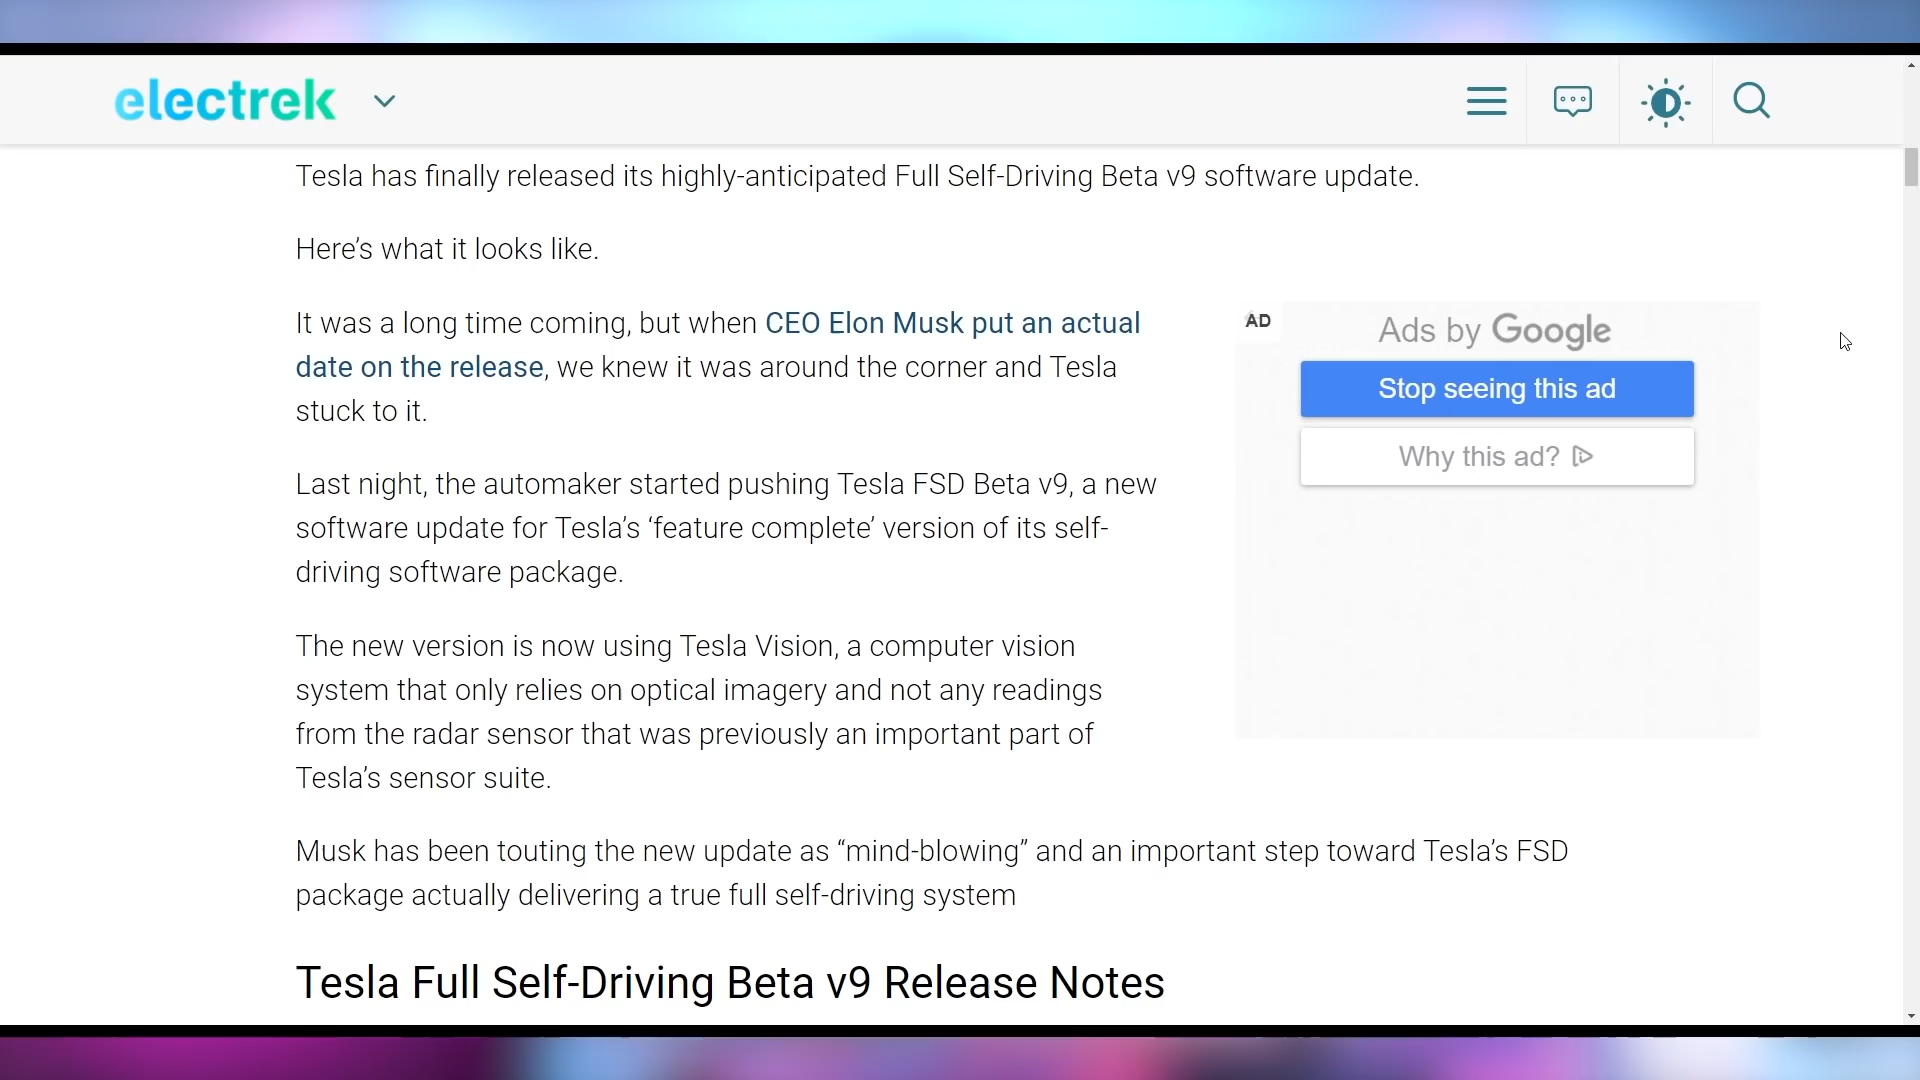 electrek
Tesla has finally released its highly-anticipated Full Self-Driving Beta v9 software update.
Here’s what it looks like.
It was a long time coming, but when CEO Elon Musk put an actual
date on the release, we knew it was around the corner and Tesla
stuck to it.
AD
Ads by Google
Stop seeing this ad
Why this ad?
Last night, the automaker started pushing Tesla FSD Beta v9, a new
software update for Tesla’s ‘feature complete’ version of its self-
driving software package.
The new version is now using Tesla Vision, a computer vision
system that only relies on optical imagery and not any readings
from the radar sensor that was previously an important part of
Tesla’s sensor suite.
Musk has been touting the new update as “mind-blowing” and an important step toward Tesla’s FSD
package actually delivering a true full self-driving system
Tesla Full Self-Driving Beta v9 Release Notes